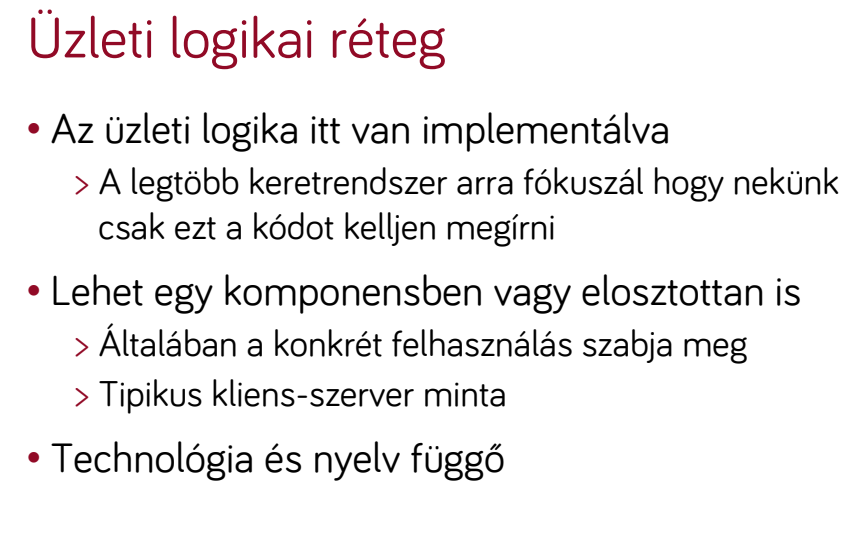 Üzleti logikai réteg
• Az üzleti logika itt van implementálva
> A legtöbb keretrendszer arra fókuszál hogy nekünk
csak ezt a kódot kelljen megírni
• Lehet egy komponensben vagy elosztottan is
> Általában a konkrét felhasználás szabja meg
> Tipikus kliens-szerver minta
• Technológia és nyelv függő